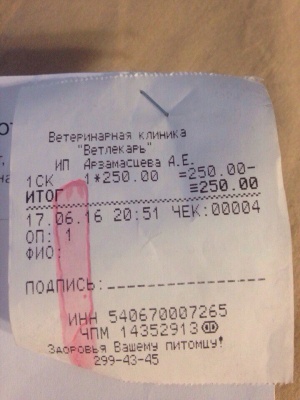 Ветеринарная клиника
"Ветлекарь"
ИП Арзамасцева А.Е.
1СК 1*250.00 =250.00-
ИТОГ ≡250.00
17.06.16 20:51 ЧЕК:00004
ОП: 1
ФИО:
ПОДПИСЬ:
ИНН 540670007265
ЧПМ 14352913
Здоровья Вашему питомцу!
299-43-45